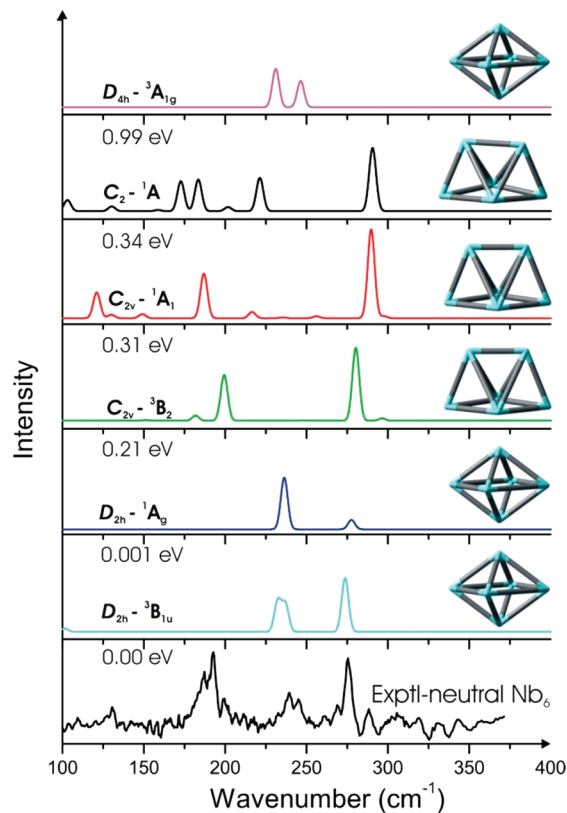 D4h - ³A1g
0.99 eV
C2 - ¹A
0.34 eV
C2v - ¹A1
0.31 eV
C2v - ³B2
0.21 eV
D2h - ¹Ag
0.001 eV
D2h - ³B1u
0.00 eV
Exptl-neutral Nb₆
Intensity
100 150 200 250 300 350 400
Wavenumber (cm⁻¹)